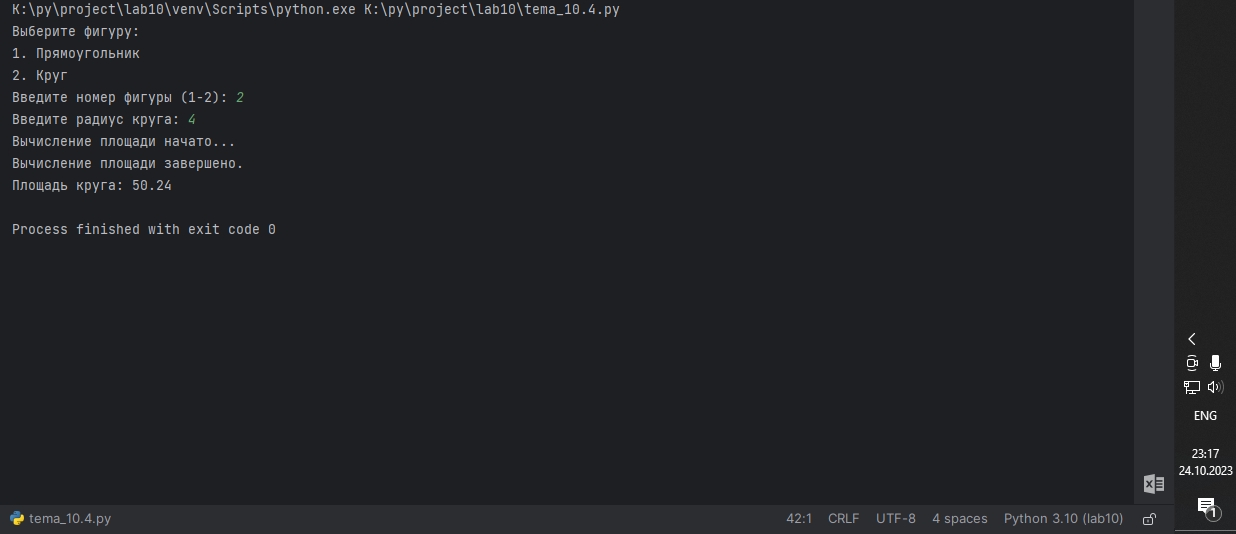 K:\py\project\lab10\venv\Scripts\python.exe K:\py\project\lab10\tema_10.4.py
Выберите фигуру:
1. Прямоугольник
2. Круг
Введите номер фигуры (1-2): 2
Введите радиус круга: 4
Вычисление площади начато...
Вычисление площади завершено.
Площадь круга: 50.24
Process finished with exit code 0
ENG
23:17
24.10.2023
1
tema_10.4.py 42:1 CRLF UTF-8 4 spaces Python 3.10 (lab10)